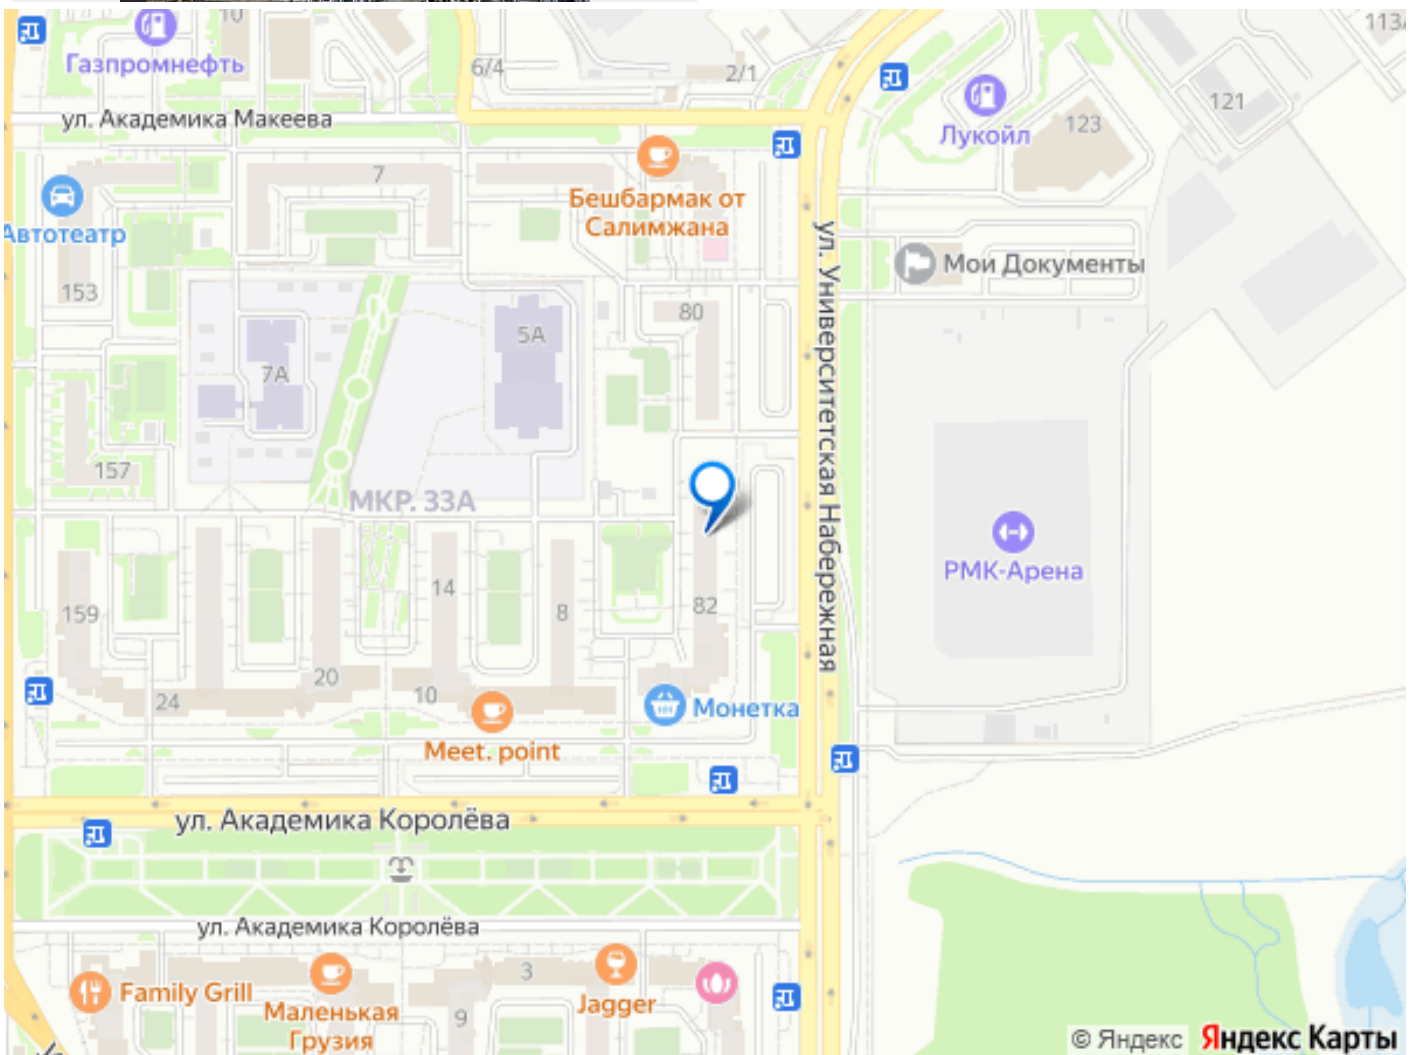 10
Газпромнефть
6/4
2/1
113
121
Лукойл
123
ул. Академика Макеева
7
Бешбармак от
Салимжана
Автотеатр
ул. Университетская Набережная
Мои Документы
153
80
5А
7А
157
МКР. 33А
РМК-Арена
14
159
8
82
20
10
24
Монетка
Meet. point
ул. Академика Королёва
ул. Академика Королёва
3
Family Grill
Jagger
Маленькая
Грузия
9
© Яндекс Яндекс Карты